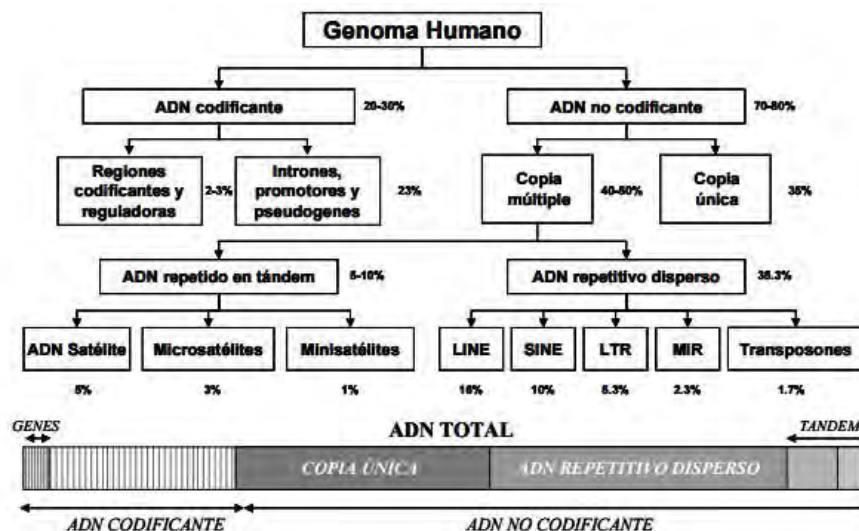 Genoma Humano
ADN codificante 20-30% ADN no codificante 70-80%
Regiones
codificantes y
reguladoras
2-3%
Intrones,
promotores y
pseudogenes
23%
Copia
múltiple
40-50%
Copia
única
35%
ADN repetido en tándem 5-10% ADN repetitivo disperso 35.3%
ADN Satélite Microsatélites Minisatélites LINE SINE LTR MIR Transposones
5% 3% 1% 16% 10% 5.3% 2.3% 1.7%
GENES ADN TOTAL TANDEM
COPIA ÚNICA ADN REPETITIVO DISPERSO
ADN CODIFICANTE ADN NO CODIFICANTE